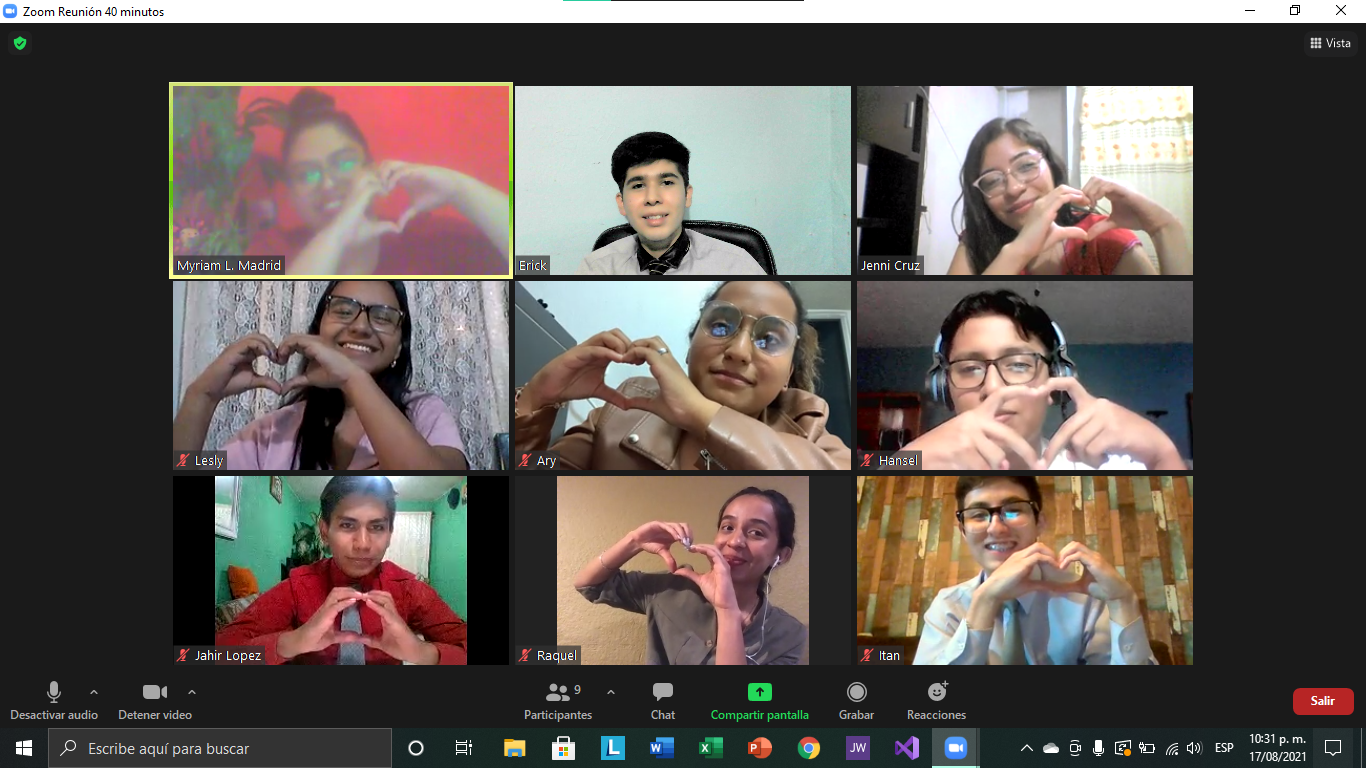 Zoom Reunión 40 minutos
Vista
Myriam L. Madrid
Erick
Jenni Cruz
Lesly
Ary
Hansel
Jahir Lopez
Raquel
Itan
Desactivar audio
Detener video
9
Participantes
Chat
Compartir pantalla
Grabar
Reacciones
Salir
Escribe aquí para buscar
L
W
X
P
JW
ESP
10:31 p. m.
17/08/2021